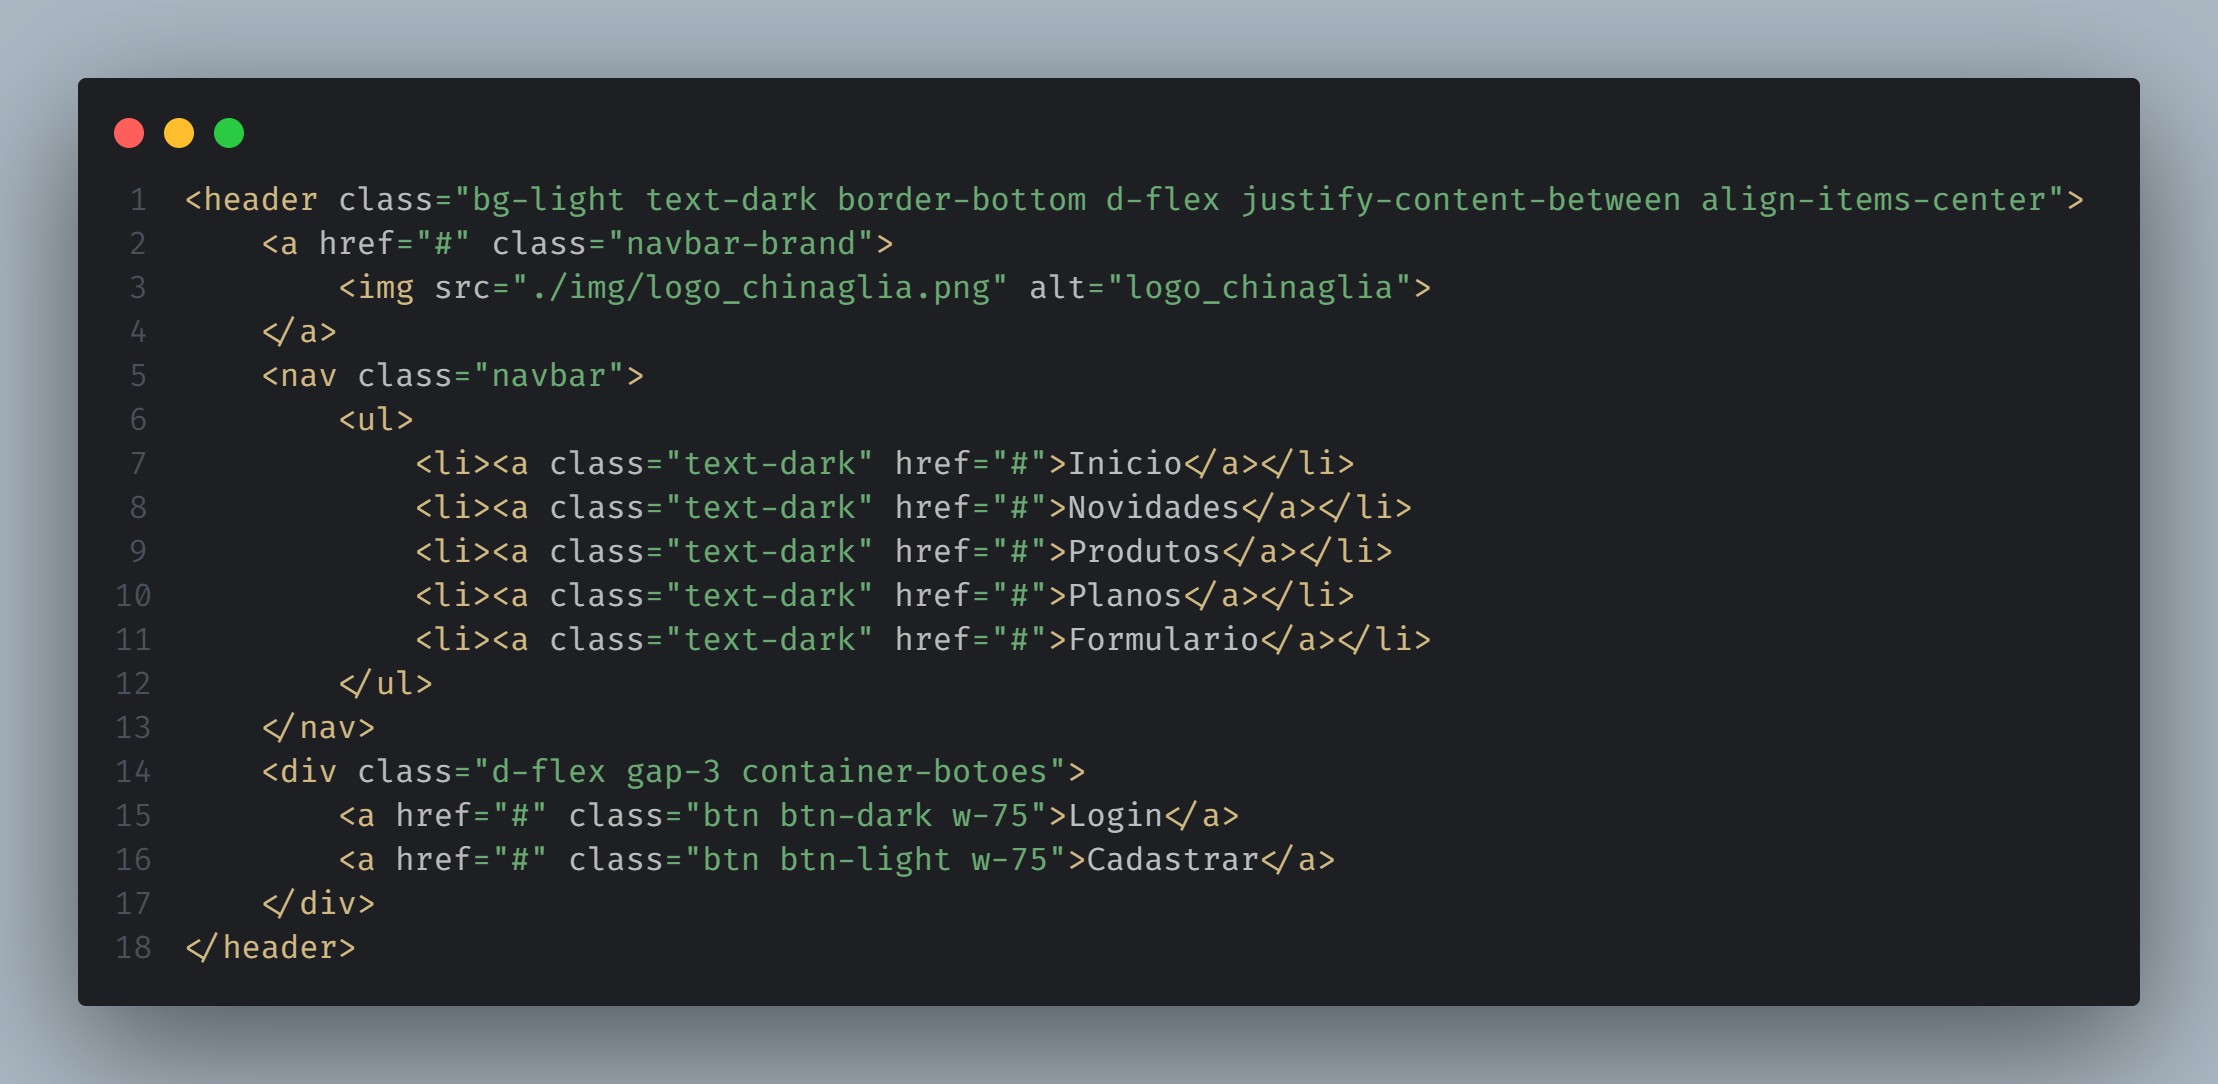 1 <header class="bg-light text-dark border-bottom d-flex justify-content-between align-items-center">
2     <a href="#" class="navbar-brand">
3         <img src="./img/logo_chinaglia.png" alt="logo_chinaglia">
4     </a>
5     <nav class="navbar">
6         <ul>
7             <li><a class="text-dark" href="#">Inicio</a></li>
8             <li><a class="text-dark" href="#">Novidades</a></li>
9             <li><a class="text-dark" href="#">Produtos</a></li>
10             <li><a class="text-dark" href="#">Planos</a></li>
11             <li><a class="text-dark" href="#">Formulario</a></li>
12         </ul>
13     </nav>
14     <div class="d-flex gap-3 container-botoes">
15         <a href="#" class="btn btn-dark w-75">Login</a>
16         <a href="#" class="btn btn-light w-75">Cadastrar</a>
17     </div>
18 </header>